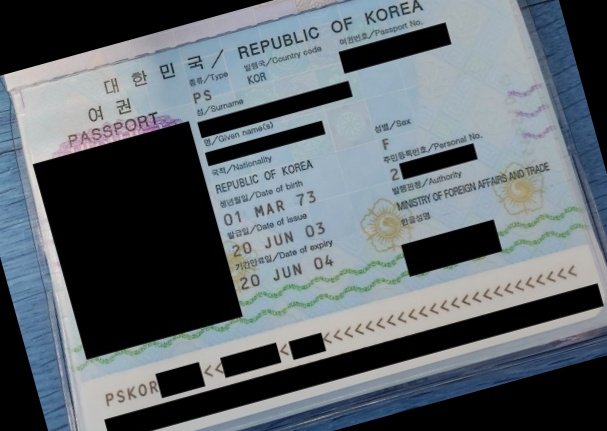 대 한 민 국 / REPUBLIC OF KOREA
여 권
PASSPORT
종류/Type 발행국/Country code 여권번호/Passport No.
PS KOR
성/Surname
명/Given name(s)
국적/Nationality 성별/Sex
REPUBLIC OF KOREA F
생년월일/Date of birth 주민등록번호/Personal No.
01 MAR 73 2
발급일/Date of issue 발행관청/Authority
20 JUN 03 MINISTRY OF FOREIGN AFFAIRS AND TRADE
기간만료일/Date of expiry 한글성명
20 JUN 04
PSKOR << < <<<<<<<<<<<<<<<<<<<<<<<<